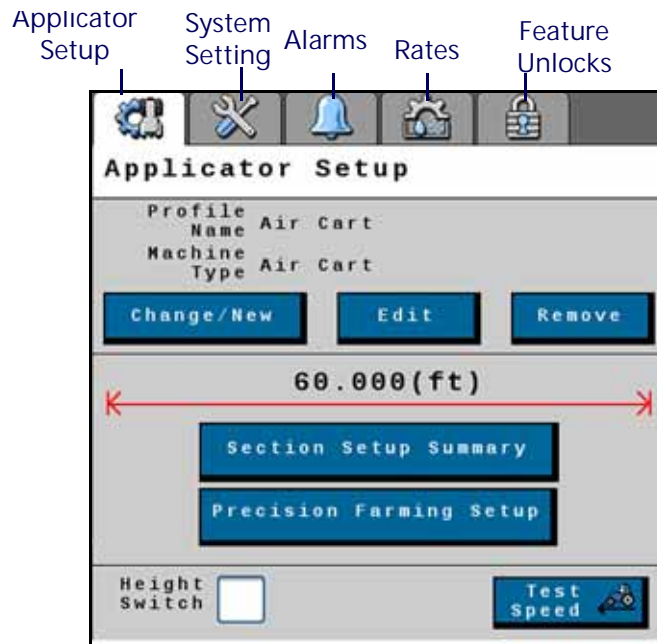 Applicator Setup
System Setting
Alarms
Rates
Feature Unlocks
Applicator Setup
Profile Name Air Cart
Machine Type Air Cart
Change/New Edit Remove
60.000(ft)
Section Setup Summary
Precision Farming Setup
Height Switch
Test Speed